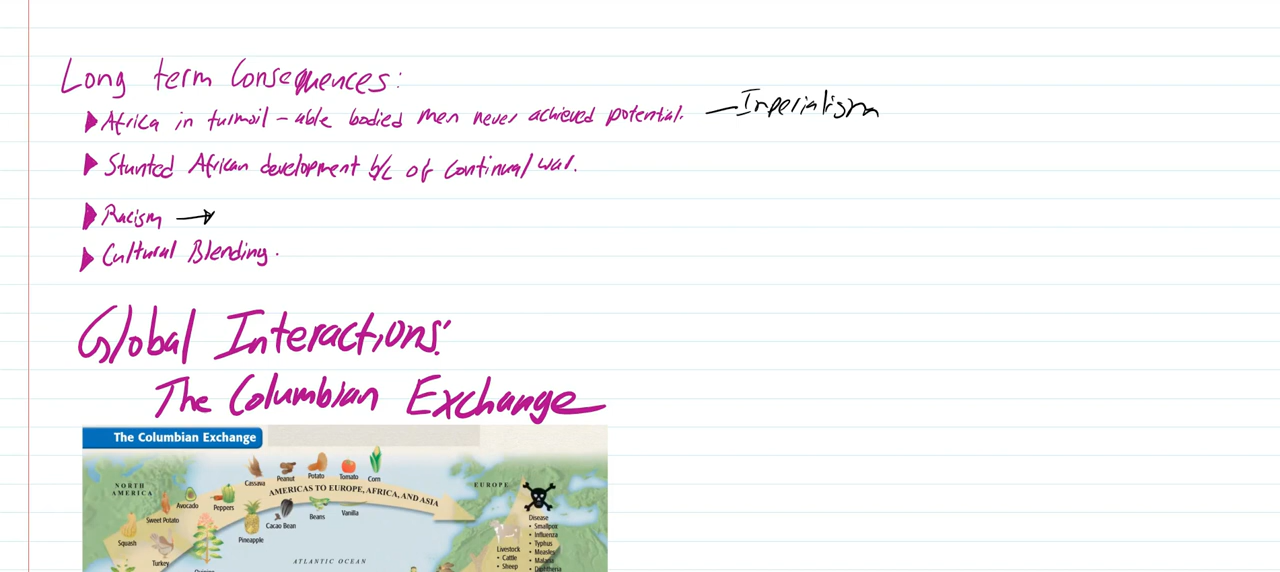 Long term Consequences:
Africa in turmoil - able bodied men never achieved potential. — Imperialism
Stunted African development b/c of continual war.
Racism →
Cultural Blending.
Global Interactions:
The Columbian Exchange
The Columbian Exchange
Cassava Peanut Potato Tomato Corn
NORTH AMERICA
EUROPE
AMERICAS TO EUROPE, AFRICA, AND ASIA
Avocado Peppers
Sweet Potato
Cacao Bean Beans Vanilla
Pineapple
Squash
Turkey
ATLANTIC OCEAN
Disease
• Smallpox
• Influenza
• Typhus
• Measles
• Malaria
• Diphtheria
Livestock
• Cattle
• Sheep